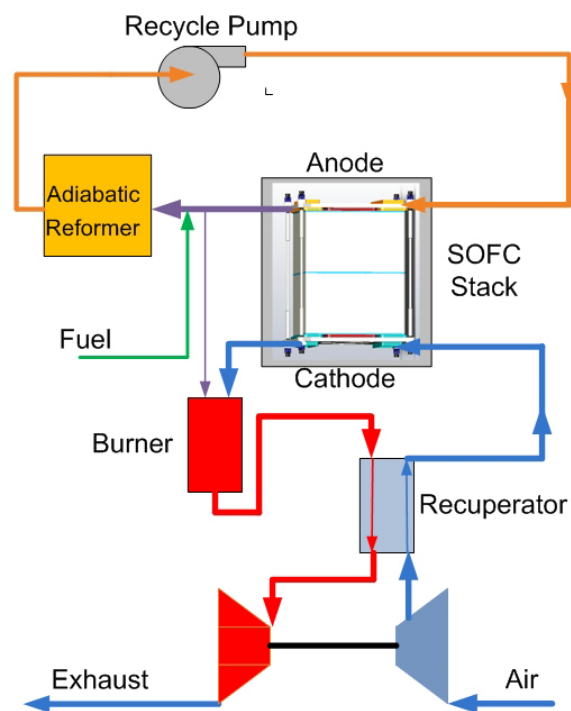 Recycle Pump
Anode
Adiabatic
Reformer
SOFC
Stack
Fuel
Cathode
Burner
Recuperator
Exhaust
Air